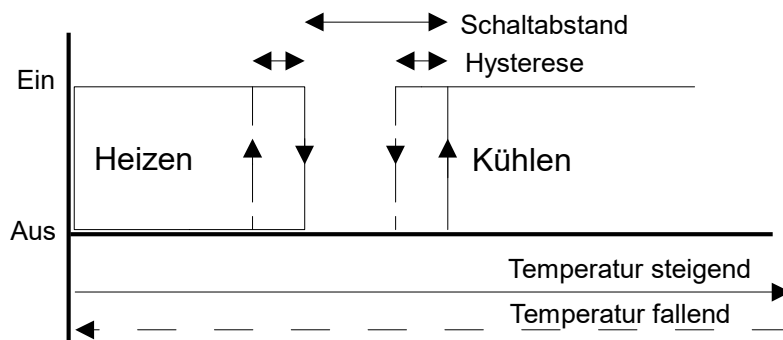 Schaltabstand
Ein
Hysterese
Heizen
Kühlen
Aus
Temperatur steigend
Temperatur fallend